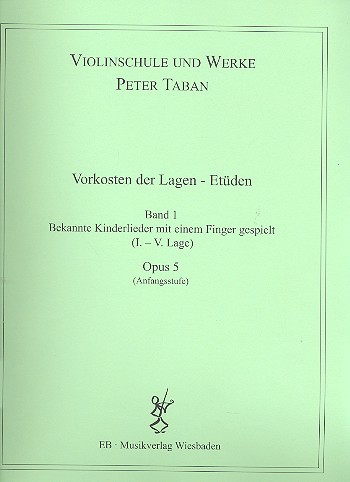 VIOLINSCHULE UND WERKE
PETER TABAN
Vorkosten der Lagen - Etüden
Band 1
Bekannte Kinderlieder mit einem Finger gespielt
(I. – V. Lage)
Opus 5
(Anfangsstufe)
EB · Musikverlag Wiesbaden